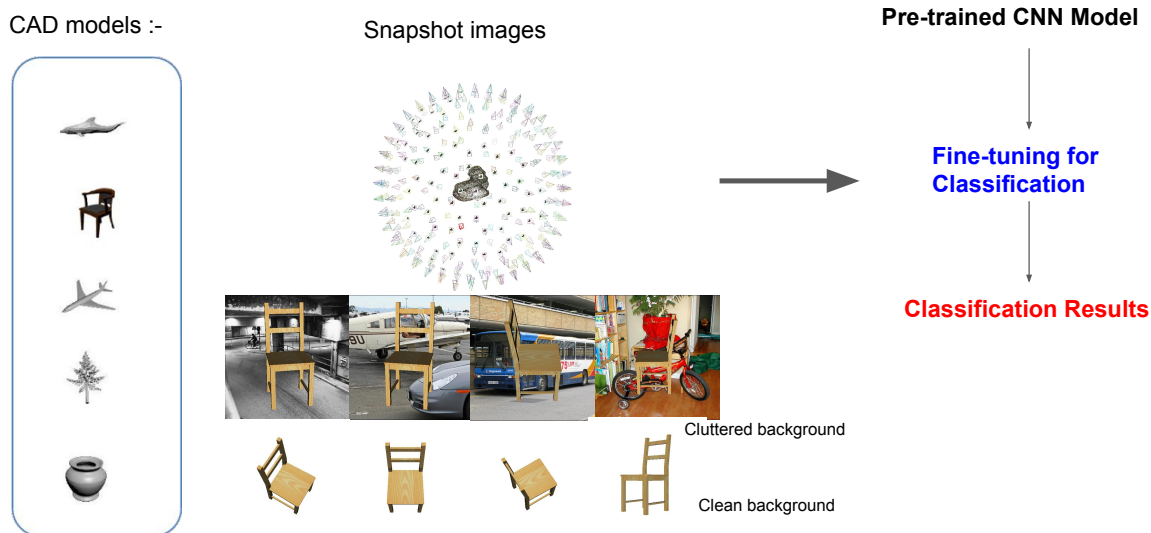 CAD models :-
Snapshot images
Pre-trained CNN Model
Fine-tuning for
Classification
Classification Results
Cluttered background
Clean background